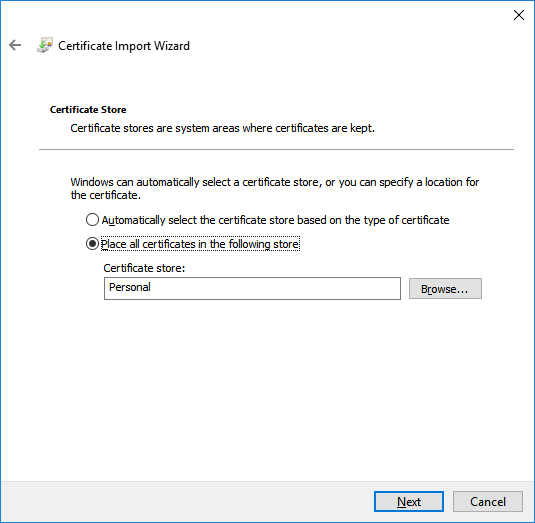 Certificate Import Wizard
Certificate Store
Certificate stores are system areas where certificates are kept.
Windows can automatically select a certificate store, or you can specify a location for
the certificate.
Automatically select the certificate store based on the type of certificate
Place all certificates in the following store
Certificate store:
Personal
Browse...
Next
Cancel